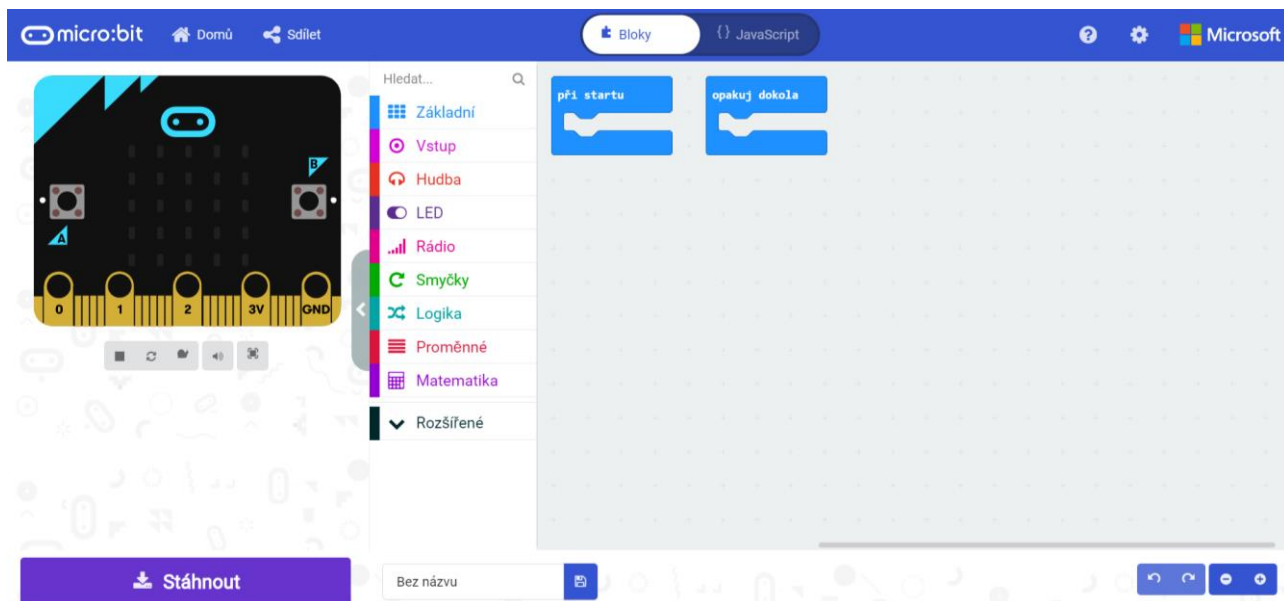 micro:bit Domů Sdílet Bloky {} JavaScript Microsoft
Hledat...
Základní
Vstup
Hudba
LED
Rádio
Smyčky
Logika
Proměnné
Matematika
Rozšířené
při startu
opakuj dokola
B
A
0 1 2 3V GND
Stáhnout
Bez názvu